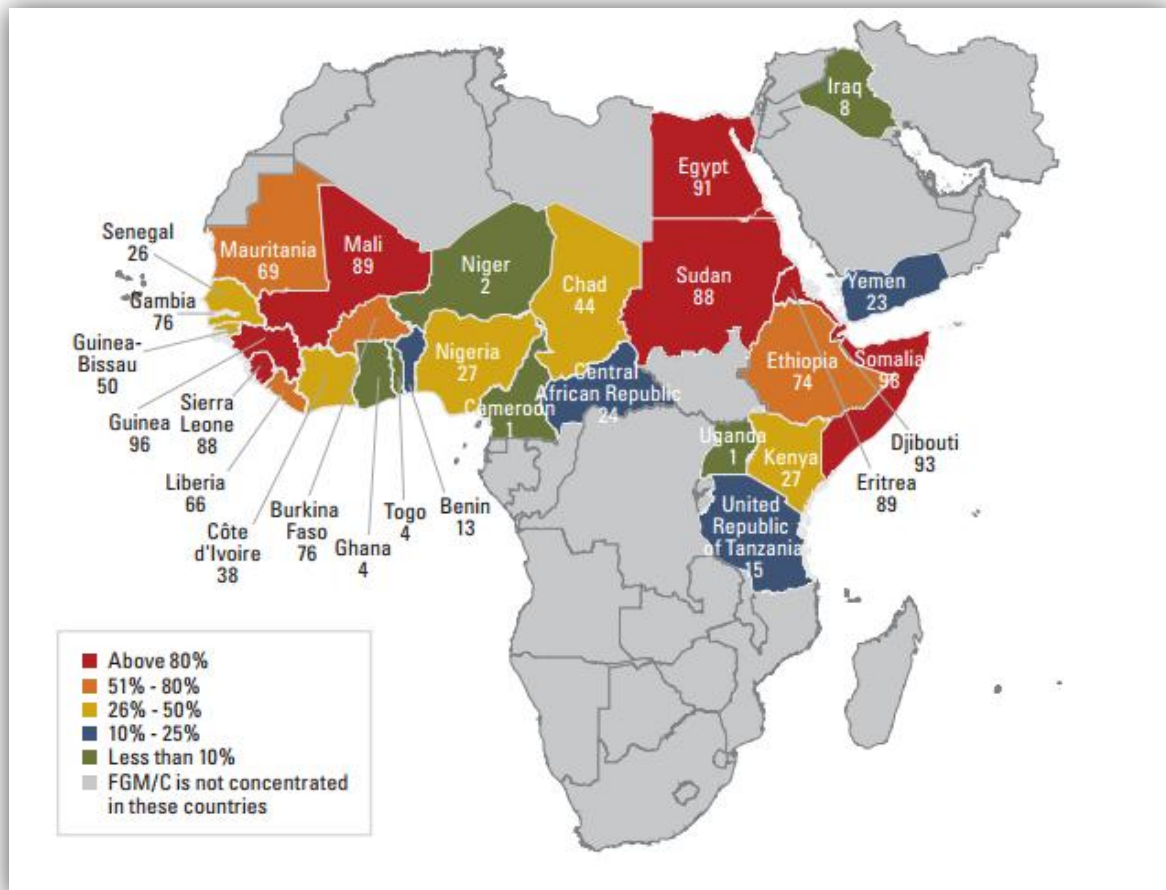 Iraq
8
Egypt
91
Senegal
26
Mauritania
69
Mali
89
Niger
2
Chad
44
Sudan
88
Yemen
23
Gambia
76
Guinea-
Bissau
50
Nigeria
27
Ethiopia
74
Somalia
98
Central
African Republic
24
Cameroon
1
Guinea
96
Sierra
Leone
88
Uganda
1
Kenya
27
Djibouti
93
Eritrea
89
Liberia
66
Côte
d'Ivoire
38
Burkina
Faso
76
Ghana
4
Togo
4
Benin
13
United
Republic
of Tanzania
15
Above 80%
51% - 80%
26% - 50%
10% - 25%
Less than 10%
FGM/C is not concentrated
in these countries